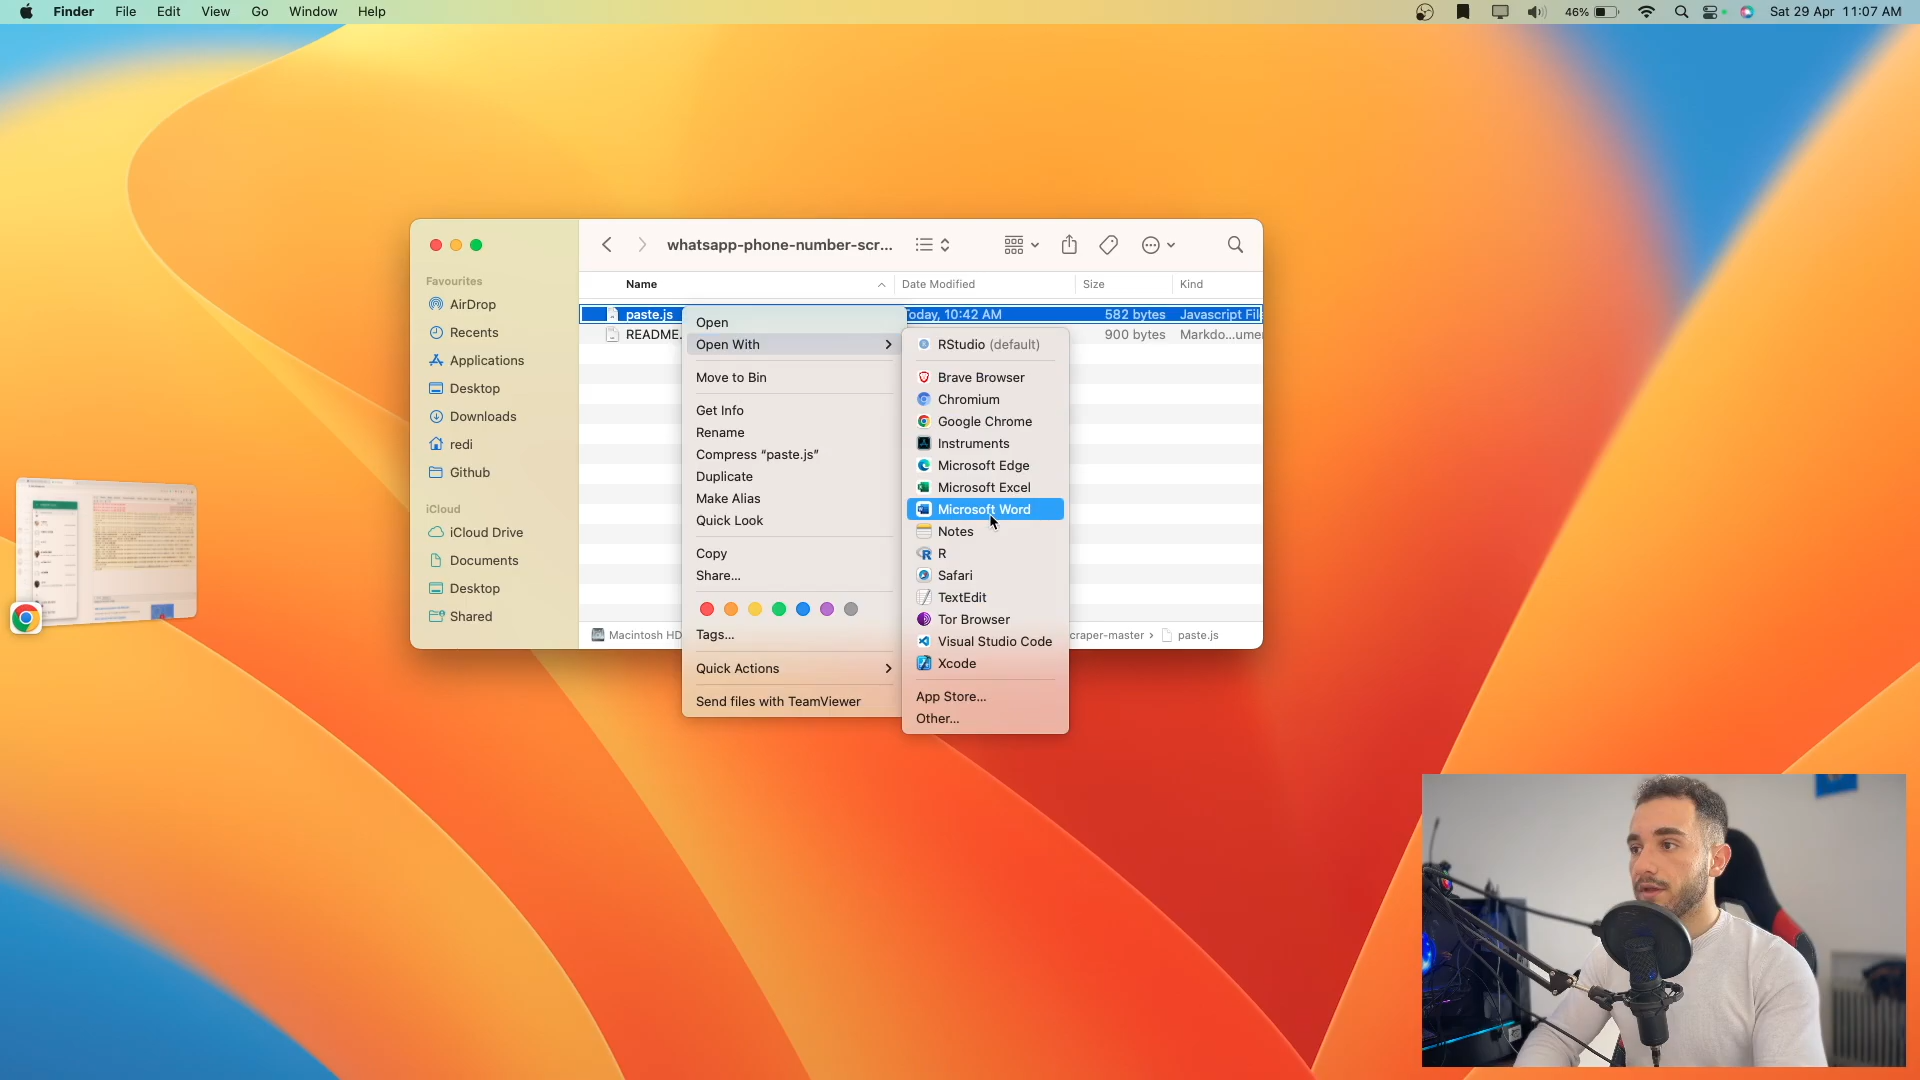 Finder File Edit View Go Window Help
46% Sat 29 Apr 11:07 AM
whatsapp-phone-number-scr...
Favourites
AirDrop
Recents
Applications
Desktop
Downloads
redi
Github
iCloud
iCloud Drive
Documents
Desktop
Shared
Name Date Modified Size Kind
paste.js Today, 10:42 AM 582 bytes Javascript File
README. 900 bytes Markdo...ume
Macintosh HD
craper-master › paste.js
Open
Open With
Move to Bin
Get Info
Rename
Compress “paste.js”
Duplicate
Make Alias
Quick Look
Copy
Share...
Tags...
Quick Actions
Send files with TeamViewer
RStudio (default)
Brave Browser
Chromium
Google Chrome
Instruments
Microsoft Edge
Microsoft Excel
Microsoft Word
Notes
R
Safari
TextEdit
Tor Browser
Visual Studio Code
Xcode
App Store...
Other...